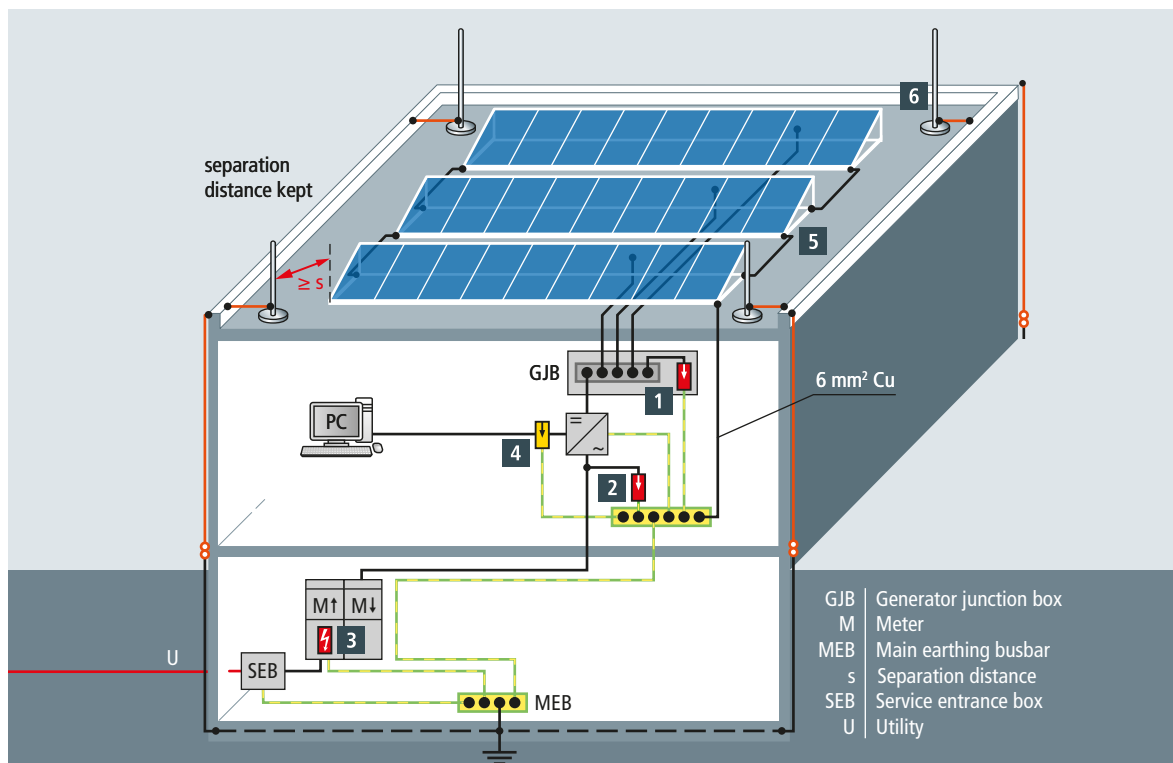 6
separation
distance kept
≥ s
5
GJB
1
6 mm² Cu
PC
=
~
4
2
M↑ M↓
3
U
SEB
MEB
GJB Generator junction box
M Meter
MEB Main earthing busbar
s Separation distance
SEB Service entrance box
U Utility